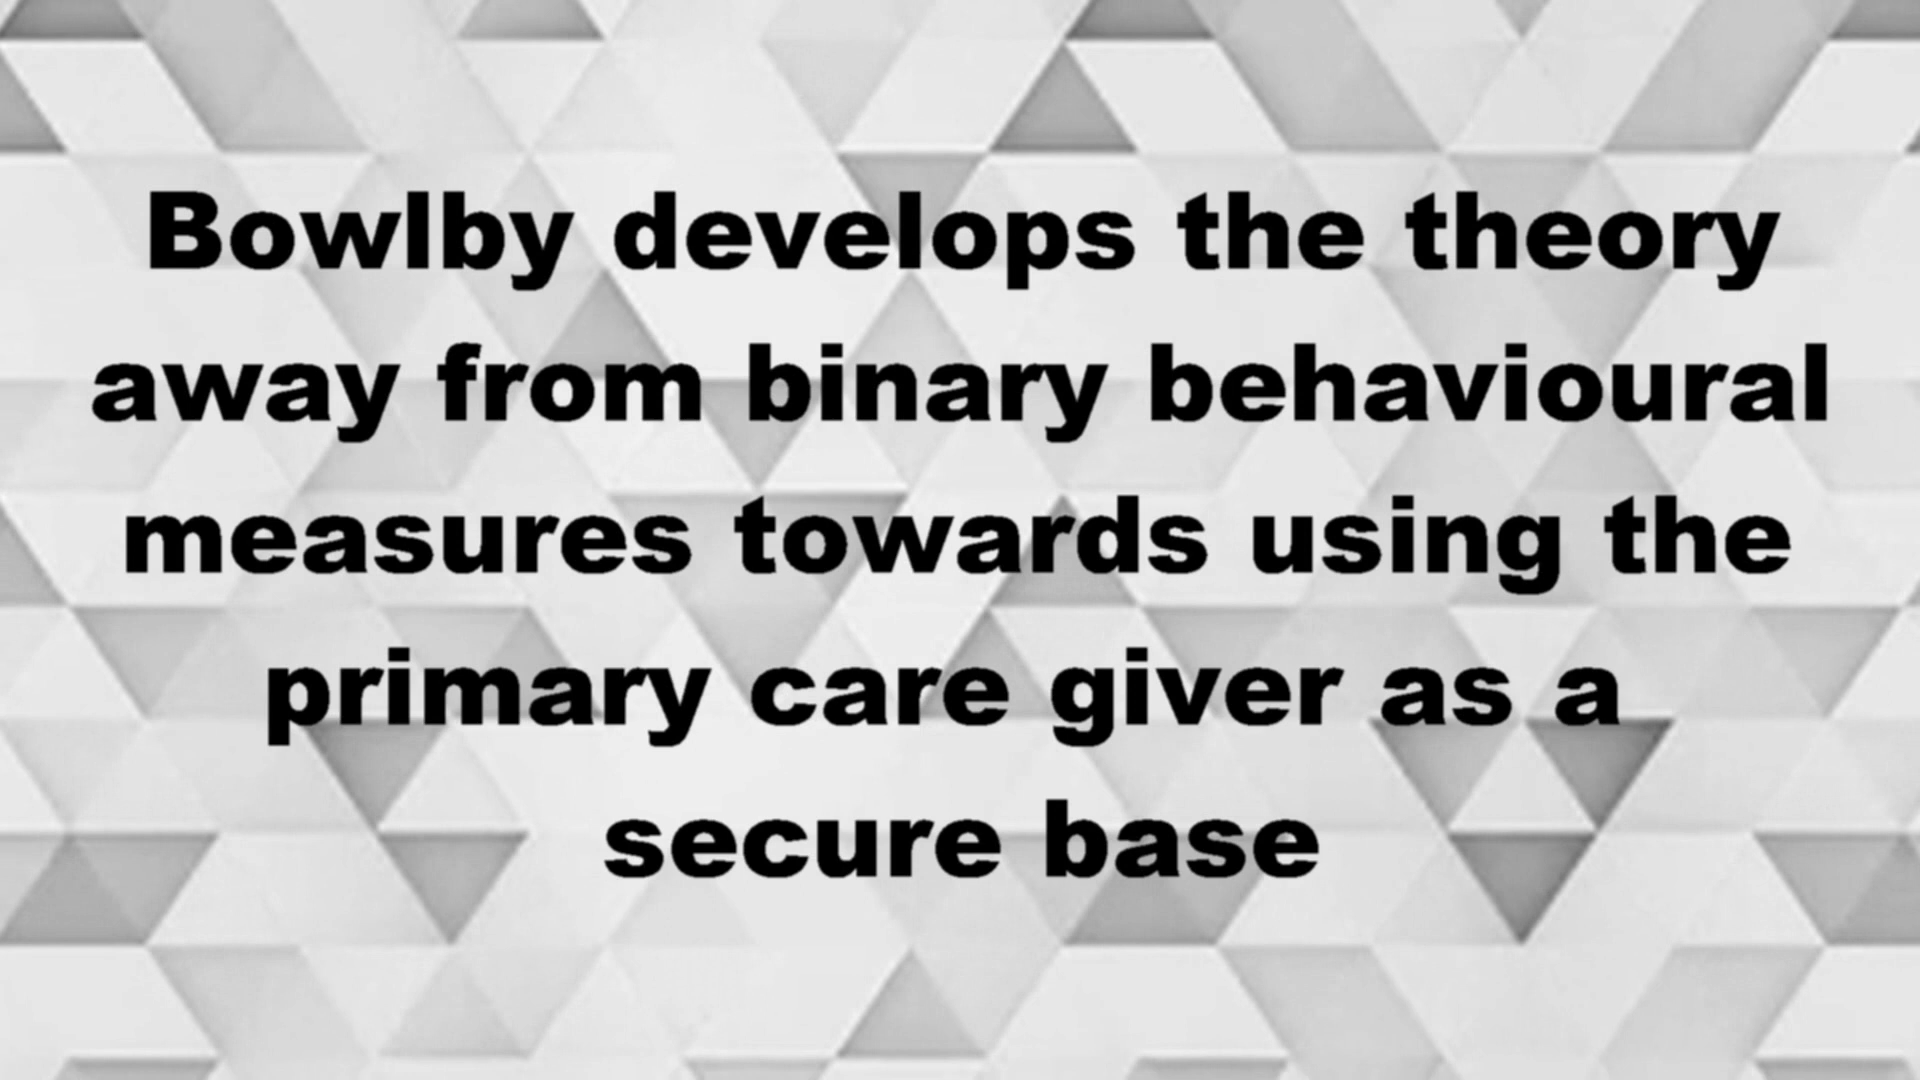 Bowlby develops the theory
away from binary behavioural
measures towards using the
primary care giver as a
secure base